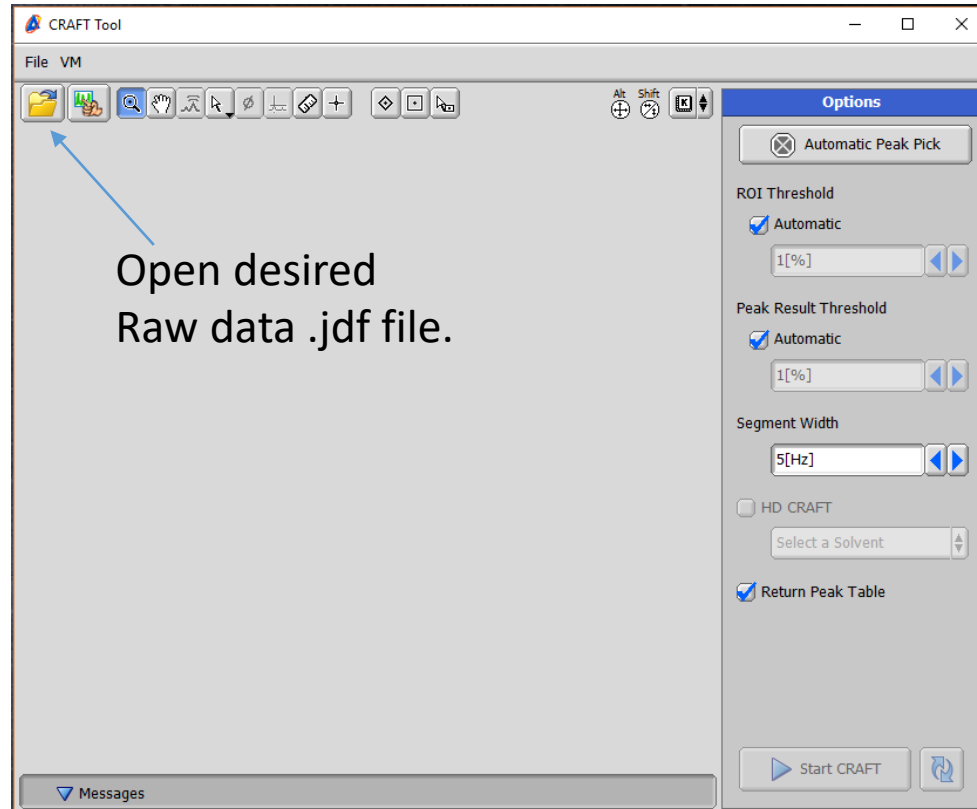 CRAFT Tool
File VM
Alt Shift
K
Options
Automatic Peak Pick
ROI Threshold
Automatic
1[%]
Peak Result Threshold
Automatic
1[%]
Segment Width
5[Hz]
HD CRAFT
Select a Solvent
Return Peak Table
Start CRAFT
Open desired
Raw data .jdf file.
Messages